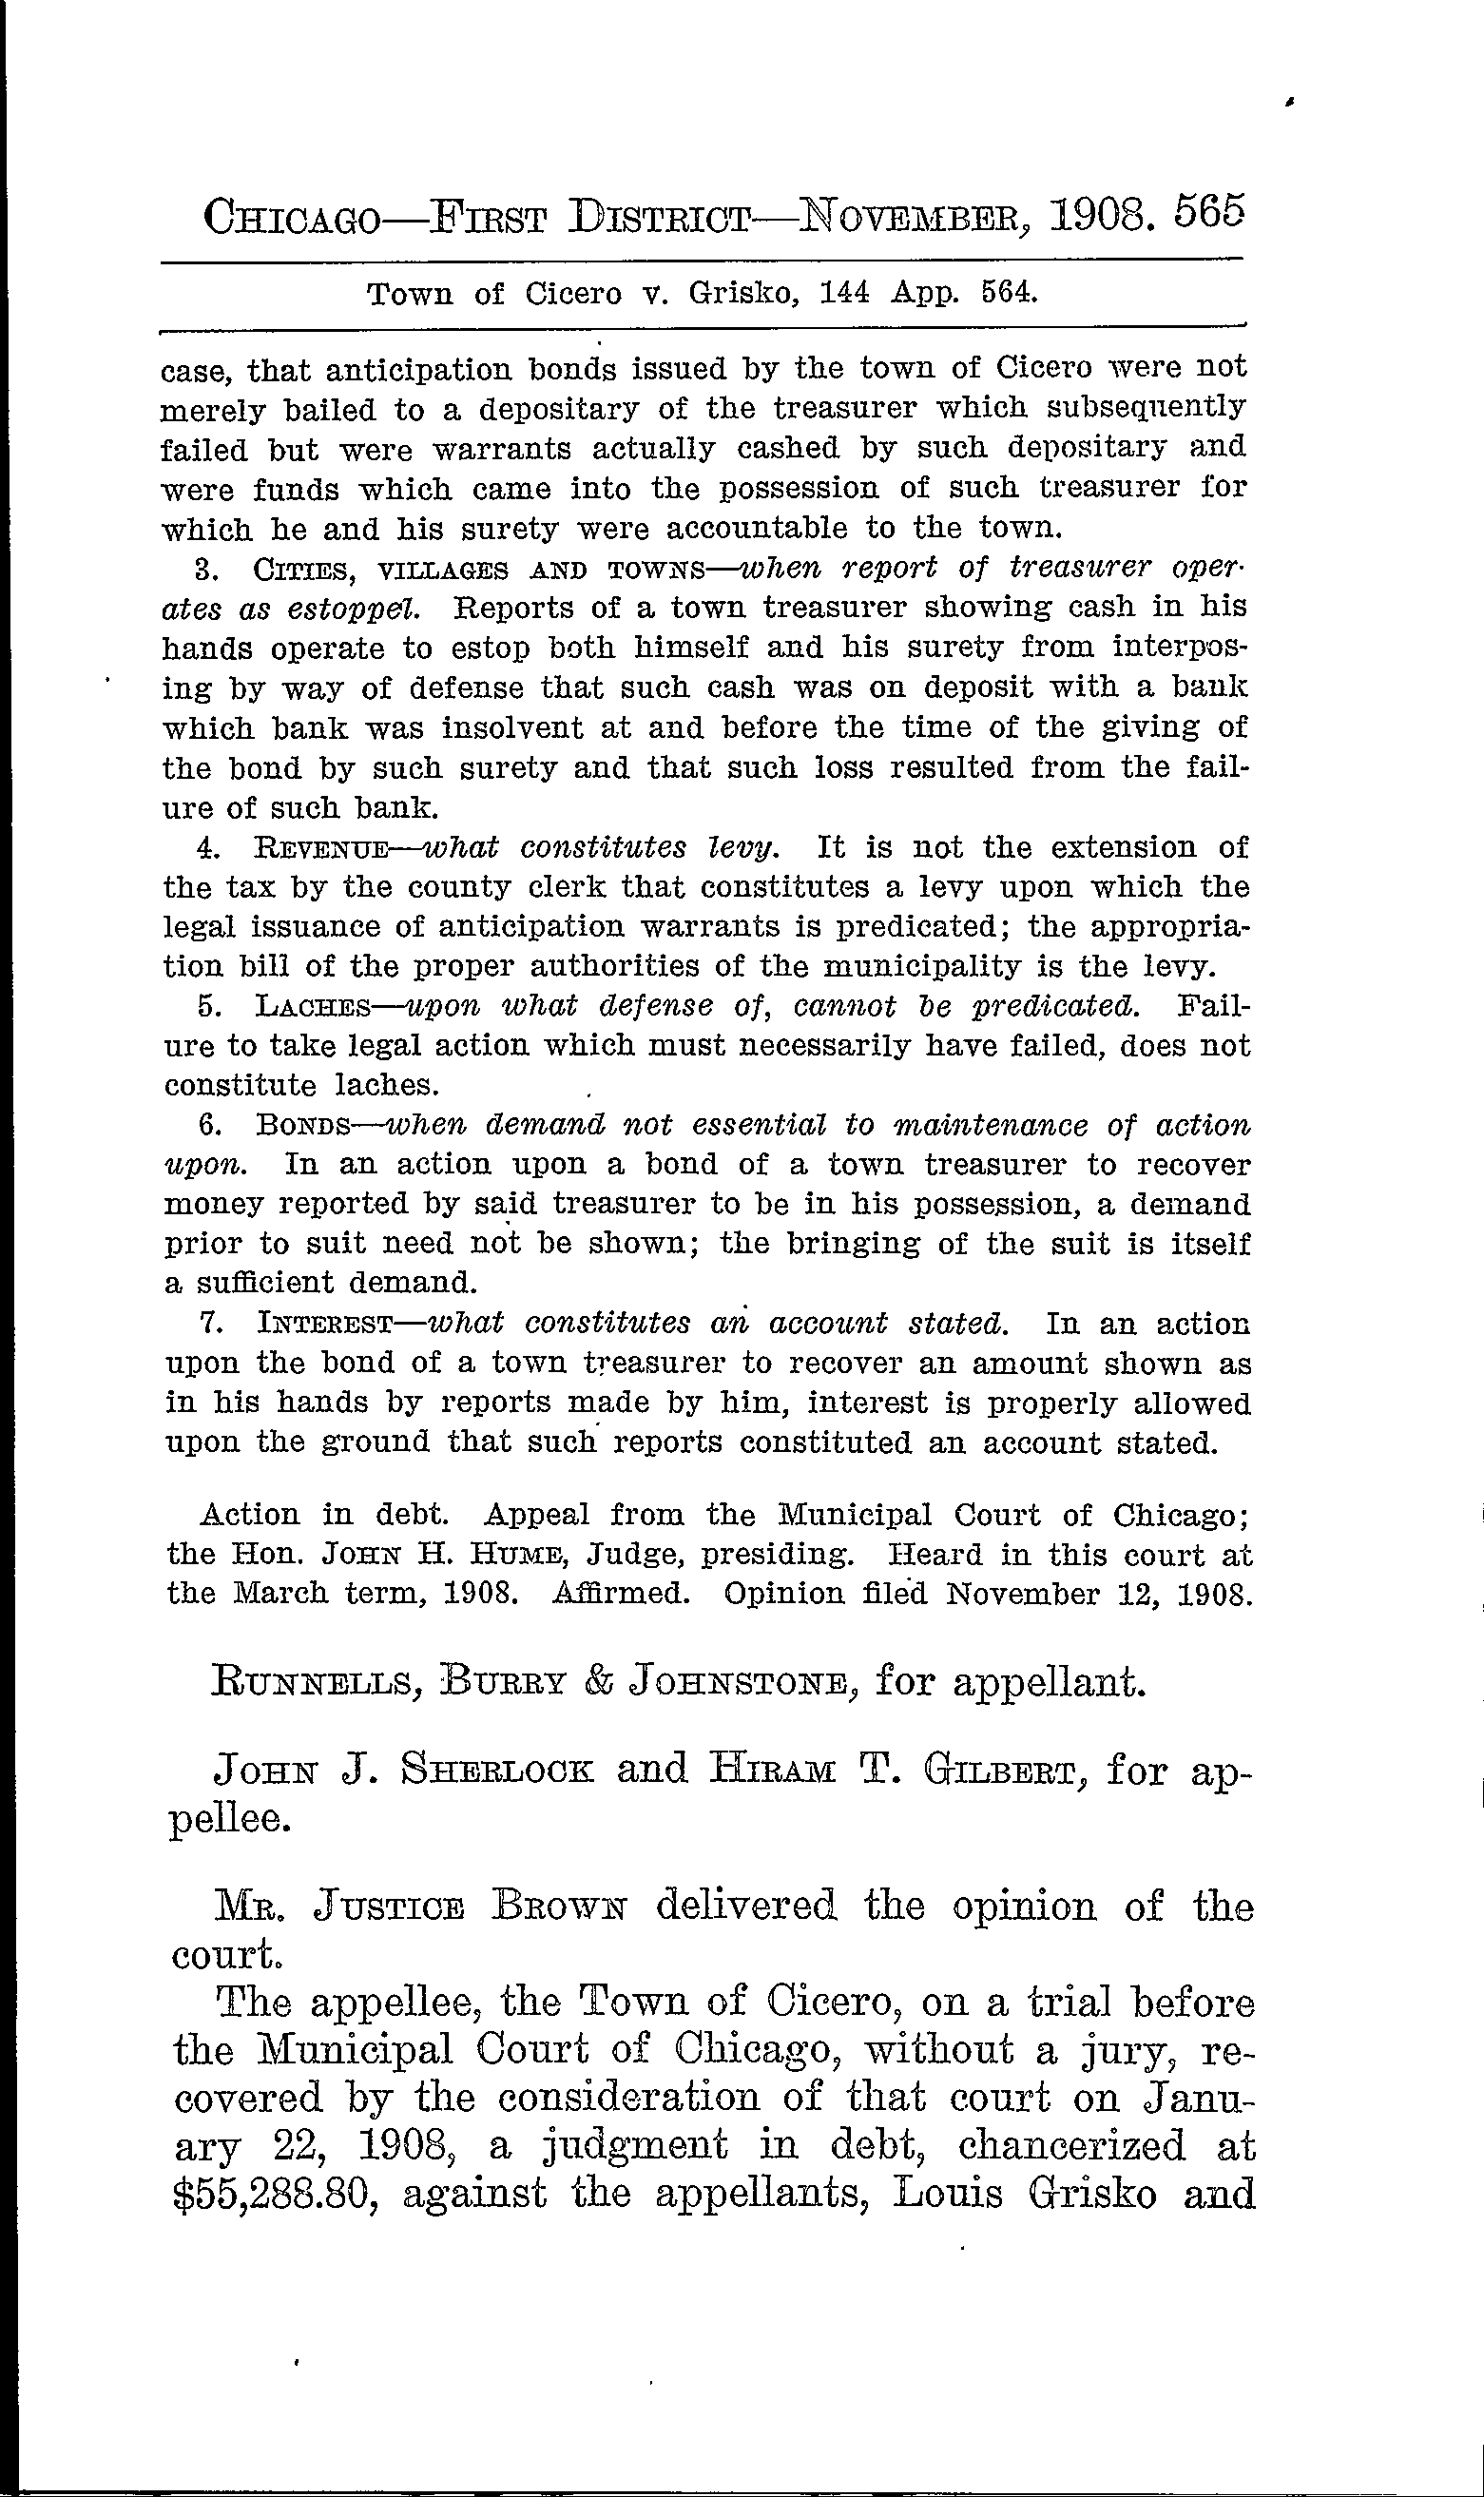 CHICAGO—FIRST DISTRICT—NOVEMBER, 1908. 565
Town of Cicero v. Grisko, 144 App. 564.
case, that anticipation bonds issued by the town of Cicero were not
merely bailed to a depositary of the treasurer which subsequently
failed but were warrants actually cashed by such depositary and
were funds which came into the possession of such treasurer for
which he and his surety were accountable to the town.
3. CITIES, VILLAGES AND TOWNS—when report of treasurer oper-
ates as estoppel. Reports of a town treasurer showing cash in his
hands operate to estop both himself and his surety from interpos-
ing by way of defense that such cash was on deposit with a bank
which bank was insolvent at and before the time of the giving of
the bond by such surety and that such loss resulted from the fail-
ure of such bank.
4. REVENUE—what constitutes levy. It is not the extension of
the tax by the county clerk that constitutes a levy upon which the
legal issuance of anticipation warrants is predicated; the appropria-
tion bill of the proper authorities of the municipality is the levy.
5. LACHES—upon what defense of, cannot be predicated. Fail-
ure to take legal action which must necessarily have failed, does not
constitute laches.
6. BONDS—when demand not essential to maintenance of action
upon. In an action upon a bond of a town treasurer to recover
money reported by said treasurer to be in his possession, a demand
prior to suit need not be shown; the bringing of the suit is itself
a sufficient demand.
7. INTEREST—what constitutes an account stated. In an action
upon the bond of a town treasurer to recover an amount shown as
in his hands by reports made by him, interest is properly allowed
upon the ground that such reports constituted an account stated.
Action in debt. Appeal from the Municipal Court of Chicago;
the Hon. JOHN H. HUME, Judge, presiding. Heard in this court at
the March term, 1908. Affirmed. Opinion filed November 12, 1908.
RUNNELLS, BURRY & JOHNSTONE, for appellant.
JOHN J. SHERLOCK and HIRAM T. GILBERT, for ap-
pellee.
MR. JUSTICE BROWN delivered the opinion of the
court.
The appellee, the Town of Cicero, on a trial before
the Municipal Court of Chicago, without a jury, re-
covered by the consideration of that court on Janu-
ary 22, 1908, a judgment in debt, chancerized at
$55,288.80, against the appellants, Louis Grisko and